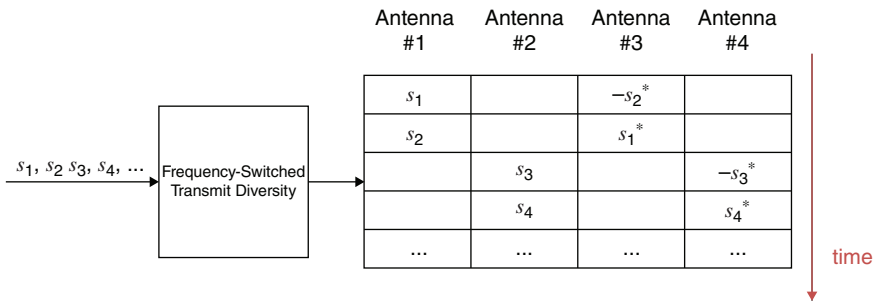 Antenna #1 Antenna #2 Antenna #3 Antenna #4
s₁ −s₂*
s₂ s₁*
s₁, s₂ s₃, s₄, ...
Frequency-Switched
Transmit Diversity
s₃ −s₃*
s₄ s₄*
... ... ... ...
time